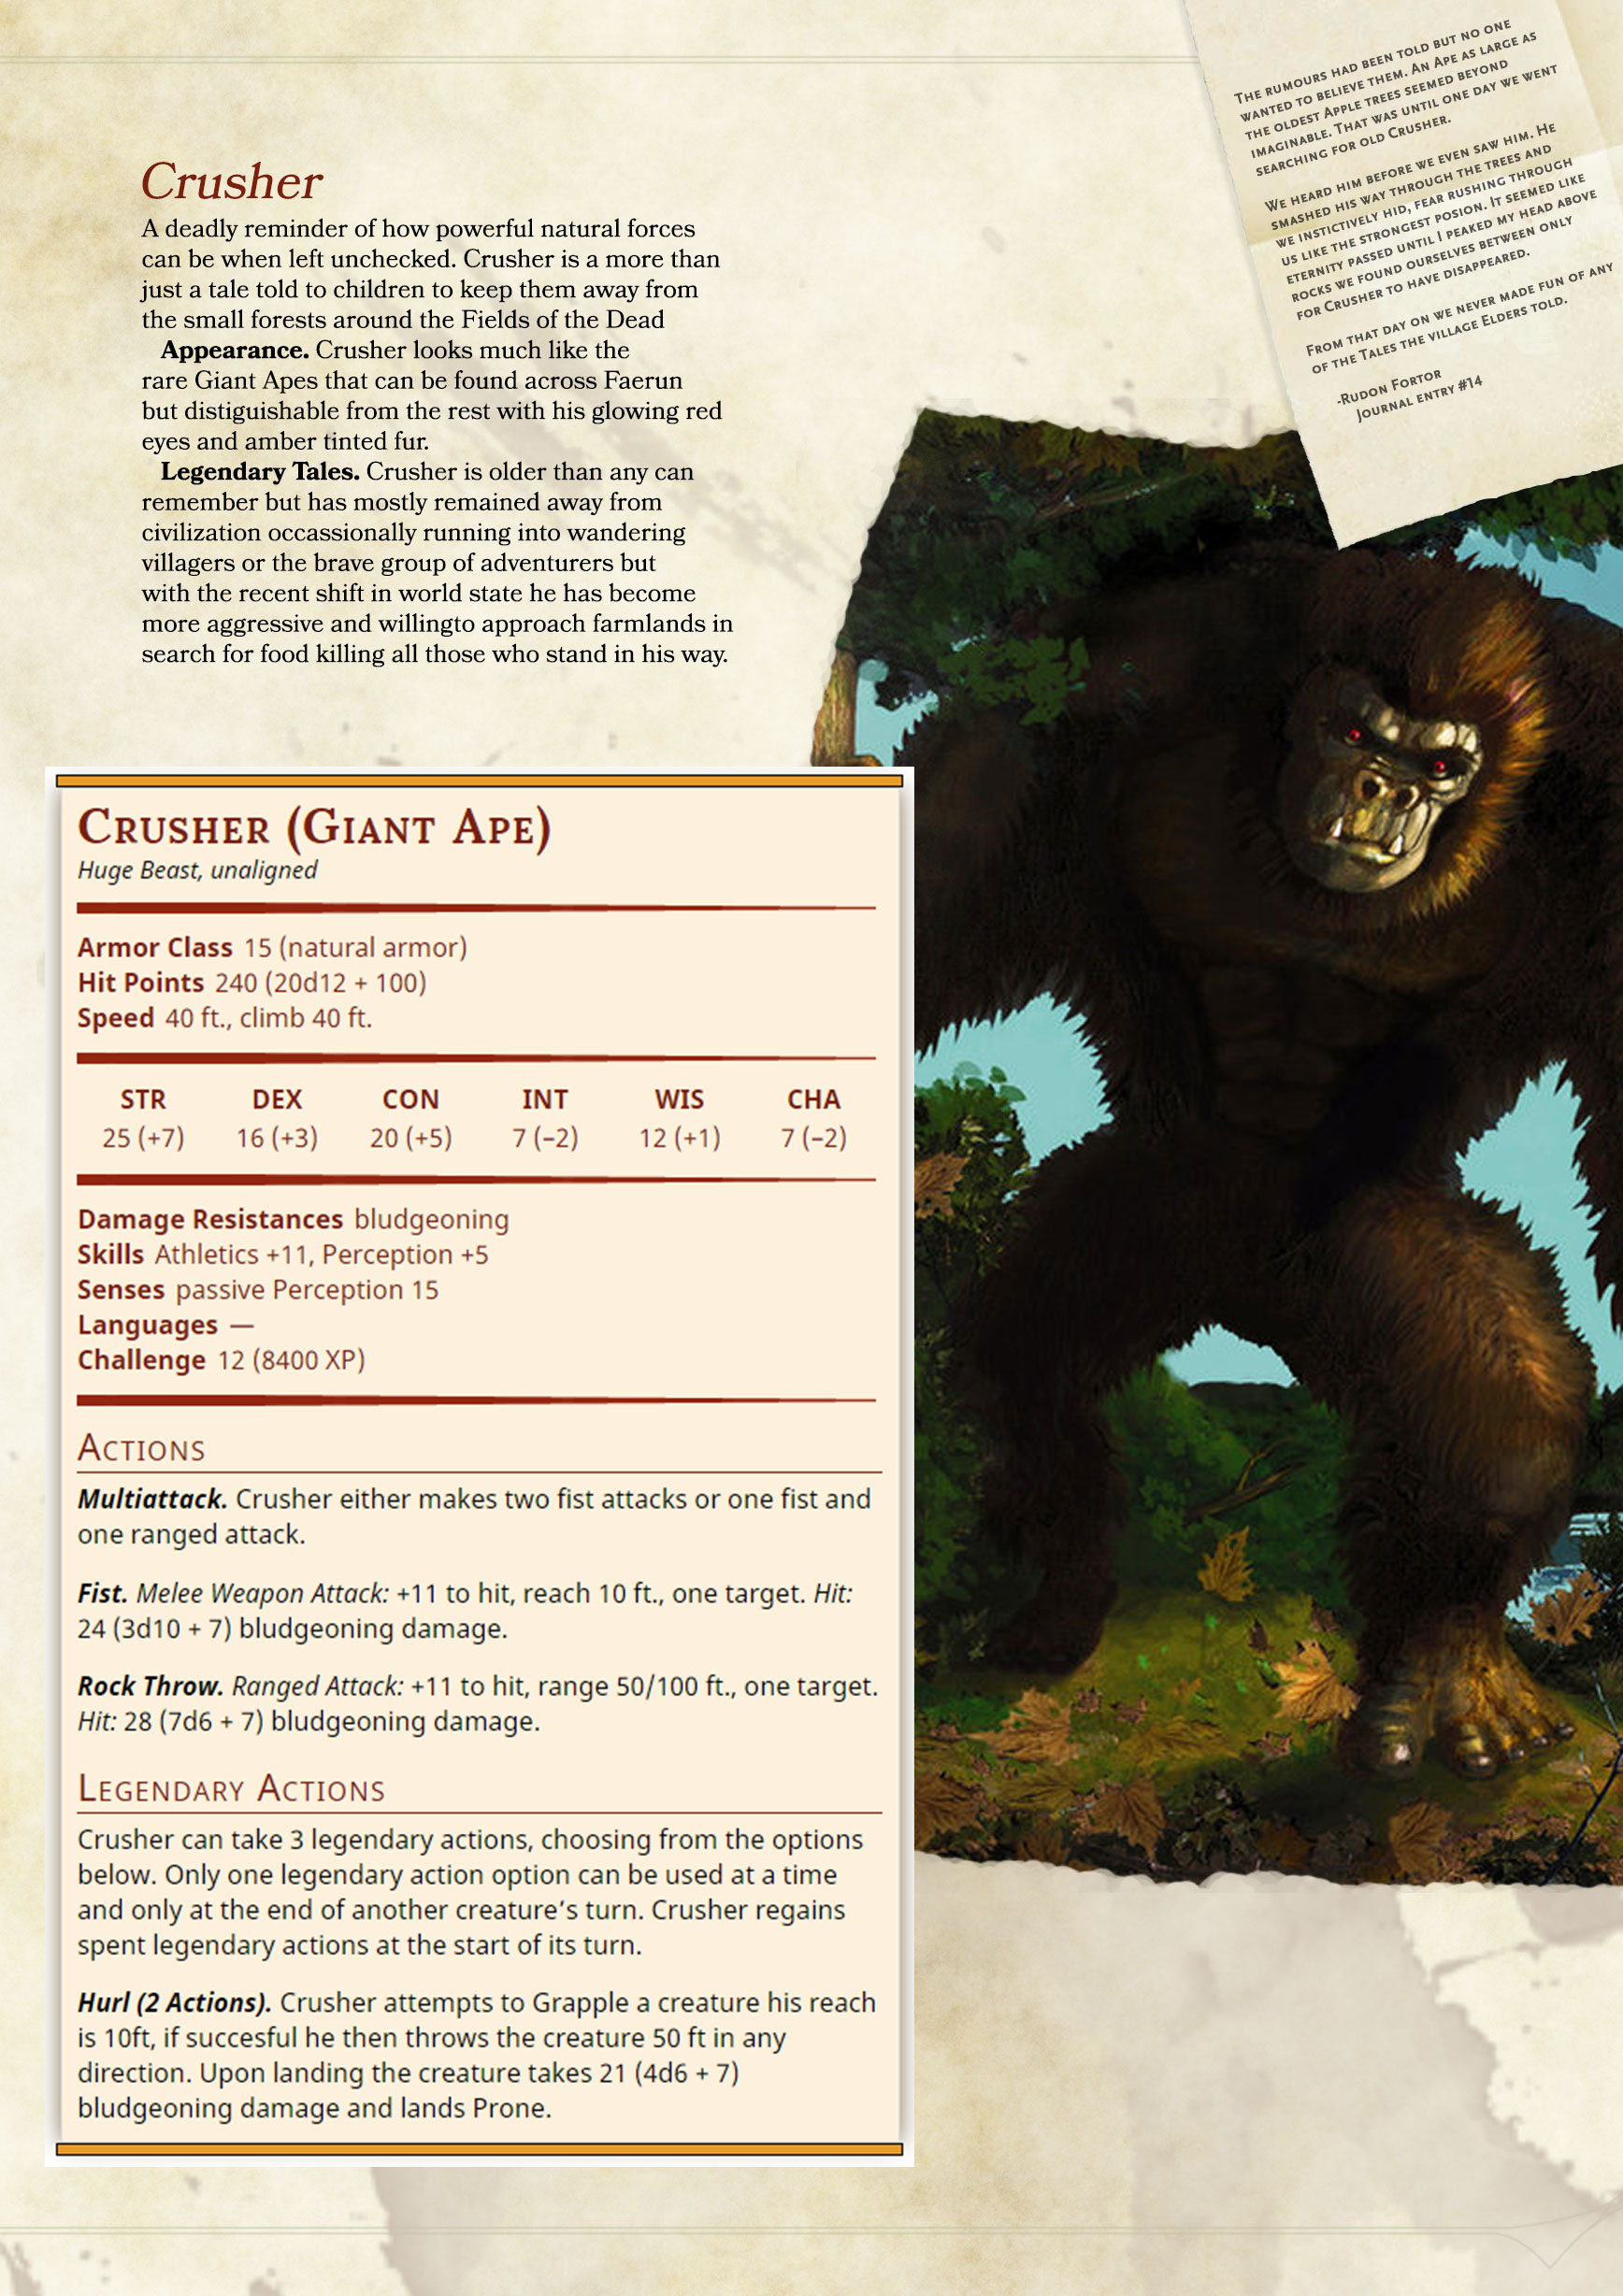 THE RUMOURS HAD BEEN TOLD BUT NO ONE
WANTED TO BELIEVE THEM. AN APE AS LARGE AS
THE OLDEST APPLE TREES SEEMED BEYOND
IMAGINABLE. THAT WAS UNTIL ONE DAY WE WENT
SEARCHING FOR OLD CRUSHER.
WE HEARD HIM BEFORE WE EVEN SAW HIM. HE
SMASHED HIS WAY THROUGH THE TREES AND
WE INSTICTIVELY HID, FEAR RUSHING THROUGH
US LIKE THE STRONGEST POSION. IT SEEMED LIKE
ETERNITY PASSED UNTIL I PEAKED MY HEAD ABOVE
ROCKS WE FOUND OURSELVES BETWEEN ONLY
FOR CRUSHER TO HAVE DISAPPEARED.
FROM THAT DAY ON WE NEVER MADE FUN OF ANY
OF THE TALES THE VILLAGE ELDERS TOLD.
-RUDON FORTOR
JOURNAL ENTRY #14
Crusher
A deadly reminder of how powerful natural forces
can be when left unchecked. Crusher is a more than
just a tale told to children to keep them away from
the small forests around the Fields of the Dead
Appearance. Crusher looks much like the
rare Giant Apes that can be found across Faerun
but distiguishable from the rest with his glowing red
eyes and amber tinted fur.
Legendary Tales. Crusher is older than any can
remember but has mostly remained away from
civilization occassionally running into wandering
villagers or the brave group of adventurers but
with the recent shift in world state he has become
more aggressive and willingto approach farmlands in
search for food killing all those who stand in his way.
CRUSHER (GIANT APE)
Huge Beast, unaligned
Armor Class 15 (natural armor)
Hit Points 240 (20d12 + 100)
Speed 40 ft., climb 40 ft.
STR DEX CON INT WIS CHA
25 (+7) 16 (+3) 20 (+5) 7 (–2) 12 (+1) 7 (–2)
Damage Resistances bludgeoning
Skills Athletics +11, Perception +5
Senses passive Perception 15
Languages —
Challenge 12 (8400 XP)
ACTIONS
Multiattack. Crusher either makes two fist attacks or one fist and
one ranged attack.
Fist. Melee Weapon Attack: +11 to hit, reach 10 ft., one target. Hit:
24 (3d10 + 7) bludgeoning damage.
Rock Throw. Ranged Attack: +11 to hit, range 50/100 ft., one target.
Hit: 28 (7d6 + 7) bludgeoning damage.
LEGENDARY ACTIONS
Crusher can take 3 legendary actions, choosing from the options
below. Only one legendary action option can be used at a time
and only at the end of another creature's turn. Crusher regains
spent legendary actions at the start of its turn.
Hurl (2 Actions). Crusher attempts to Grapple a creature his reach
is 10ft, if succesful he then throws the creature 50 ft in any
direction. Upon landing the creature takes 21 (4d6 + 7)
bludgeoning damage and lands Prone.